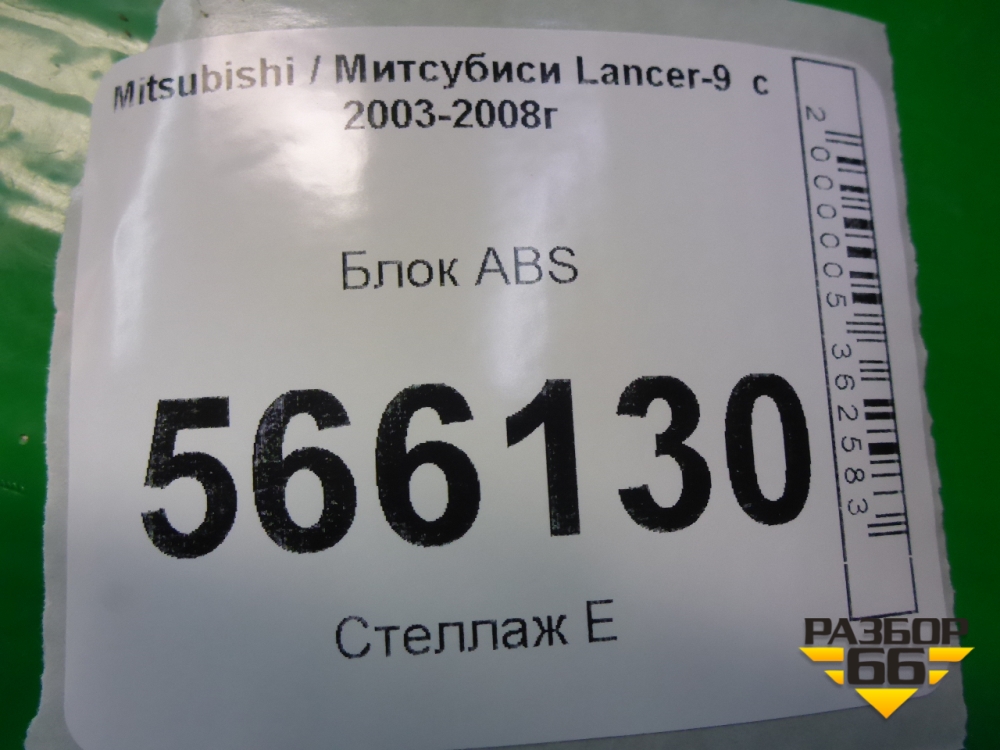 Mitsubishi / Митсубиси Lancer-9 с
2003-2008г
Блок ABS
566130
Стеллаж Е
2000005362583
РАЗБОР
66